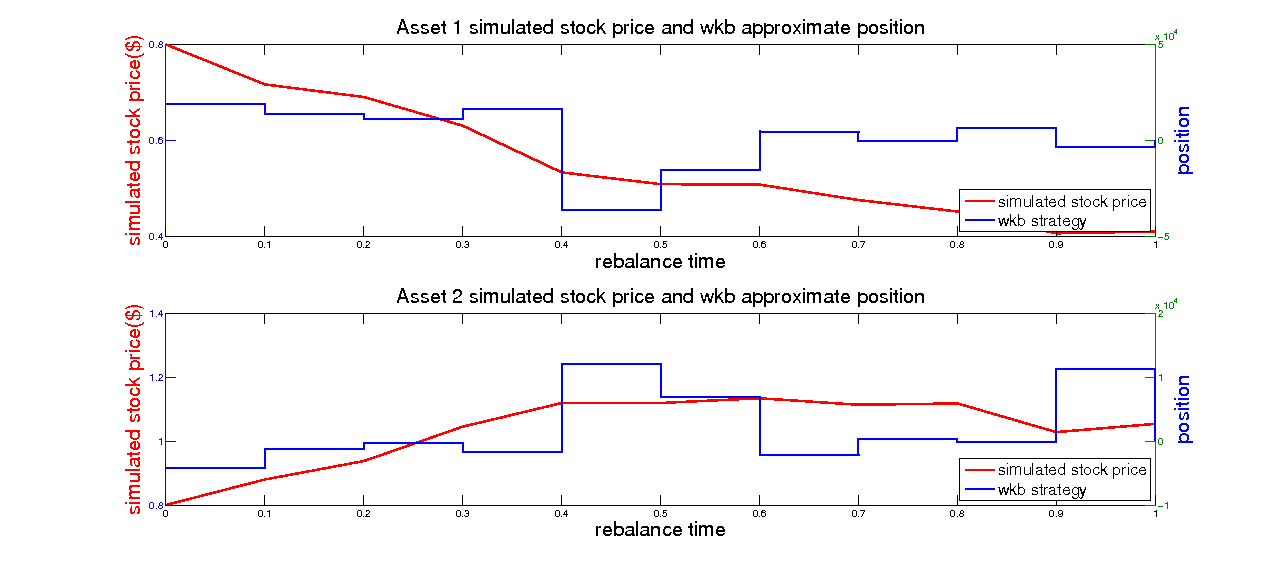 Asset 1 simulated stock price and wkb approximate position
x 10^4
simulated stock price($)
0.8
0.6
0.4
5
0
−5
position
simulated stock price
wkb strategy
0 0.1 0.2 0.3 0.4 0.5 0.6 0.7 0.8 0.9 1
rebalance time
Asset 2 simulated stock price and wkb approximate position
x 10^4
simulated stock price($)
1.4
1.2
1
0.8
2
1
0
−1
position
simulated stock price
wkb strategy
0 0.1 0.2 0.3 0.4 0.5 0.6 0.7 0.8 0.9 1
rebalance time